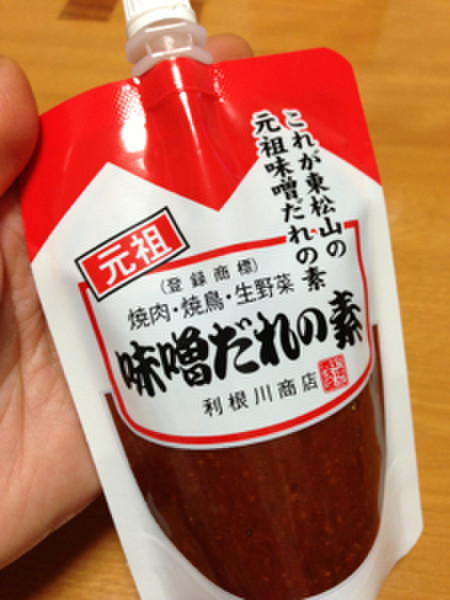 これが東松山の
元祖味噌だれの素
元祖
(登録商標)
焼肉・焼鳥・生野菜
味噌だれの素
利根川商店